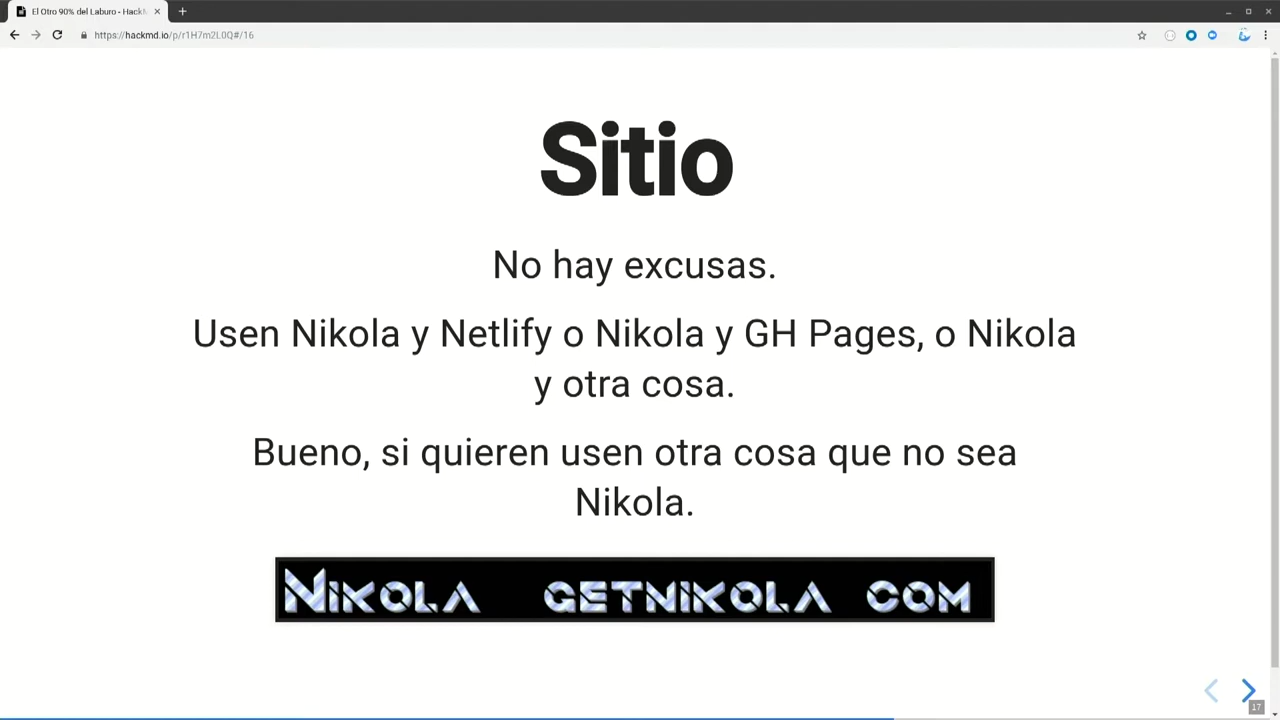 El Otro 90% del Laburo - HackM
https://hackmd.io/p/r1H7m2L0Q#/16
Sitio
No hay excusas.
Usen Nikola y Netlify o Nikola y GH Pages, o Nikola
y otra cosa.
Bueno, si quieren usen otra cosa que no sea
Nikola.
Nikola getnikola com
17